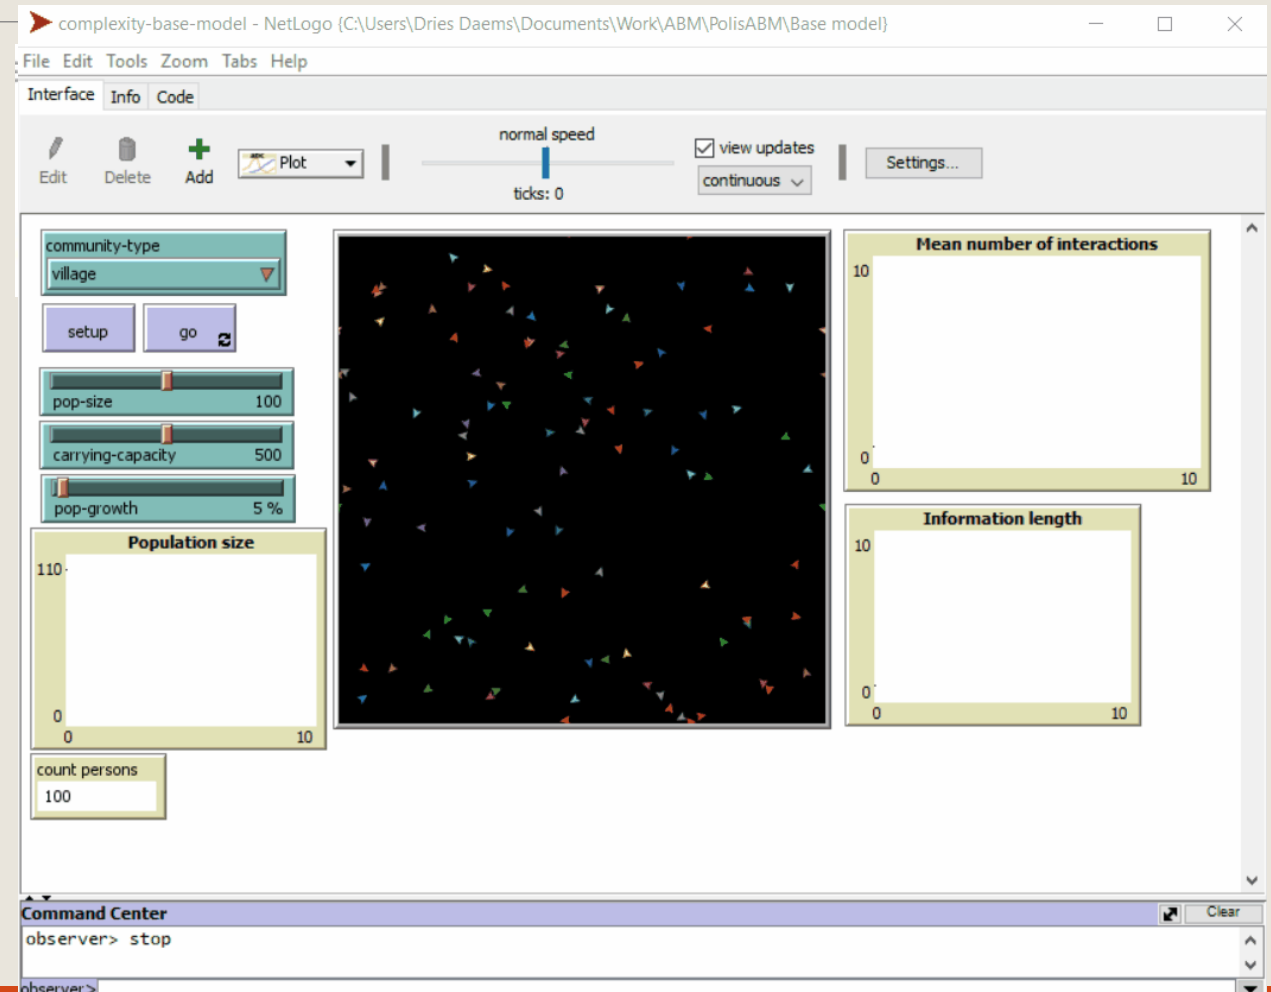 complexity-base-model - NetLogo {C:\Users\Dries Daems\Documents\Work\ABM\PolisABM\Base model}
File Edit Tools Zoom Tabs Help
Interface Info Code
Edit Delete Add Plot
normal speed
ticks: 0
view updates
continuous
Settings...
community-type
village
setup go
pop-size 100
carrying-capacity 500
pop-growth 5 %
Population size
110
0
0 10
count persons
100
Mean number of interactions
10
0
0 10
Information length
10
0
0 10
Command Center Clear
observer> stop
observer>